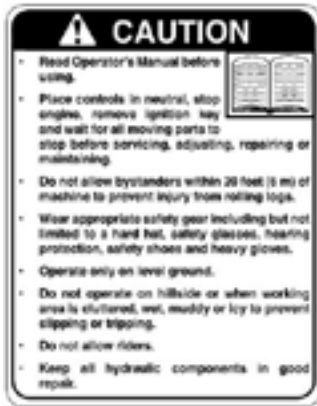 CAUTION
• Read Operator's Manual before
using.
• Place controls in neutral, stop
engine, remove ignition key
and wait for all moving parts to
stop before servicing, adjusting, repairing or
maintaining.
• Do not allow bystanders within 20 feet (6 m) of
machine to prevent injury from rolling logs.
• Wear appropriate safety gear including but not
limited to a hard hat, safety glasses, hearing
protection, safety shoes and heavy gloves.
• Operate only on level ground.
• Do not operate on hillside or when working
area is cluttered, wet, muddy or icy to prevent
slipping or tripping.
• Do not allow riders.
• Keep all hydraulic components in good
repair.